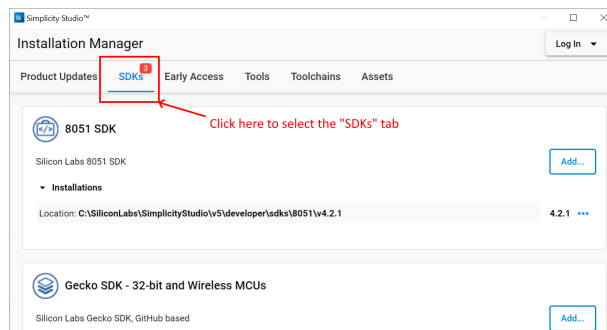 Simplicity Studio™
Installation Manager
Log In
Product Updates SDKs 3 Early Access Tools Toolchains Assets
Click here to select the "SDKs" tab
8051 SDK
Silicon Labs 8051 SDK
Add...
Installations
Location: C:\SiliconLabs\SimplicityStudio\v5\developer\sdks\8051\v4.2.1 4.2.1
Gecko SDK - 32-bit and Wireless MCUs
Silicon Labs Gecko SDK, GitHub based
Add...